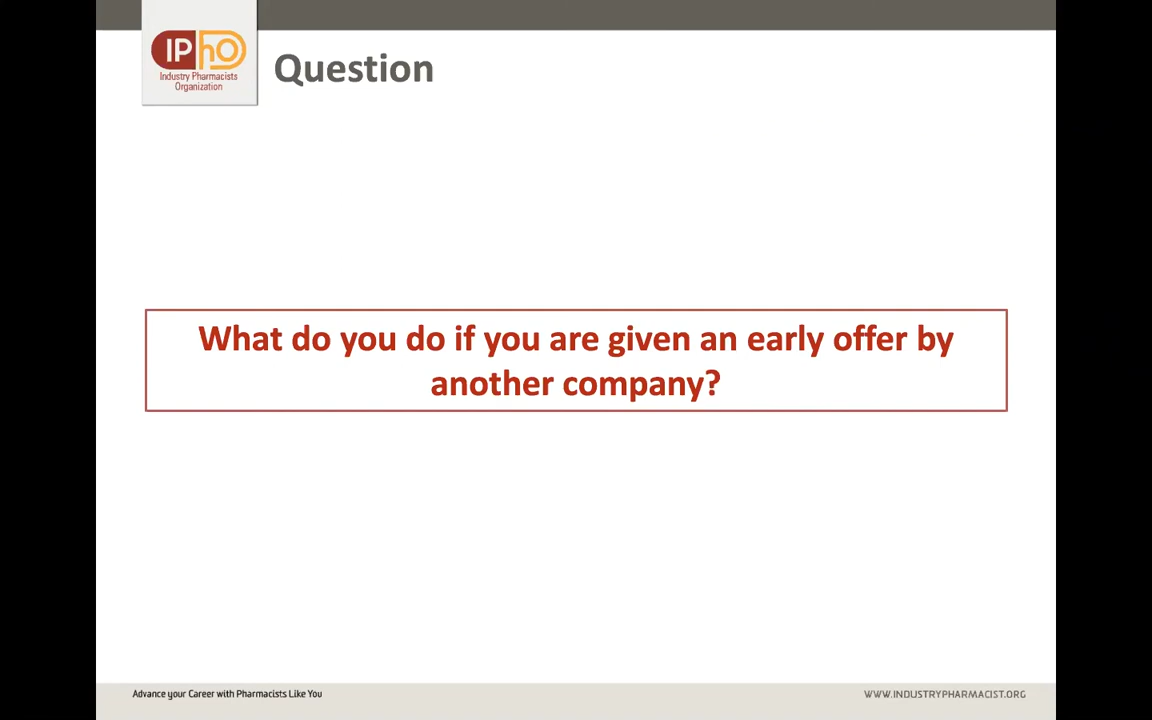 IPhO
Industry Pharmacists
Organization
Question
What do you do if you are given an early offer by
another company?
Advance your Career with Pharmacists Like You
WWW.INDUSTRYPHARMACIST.ORG